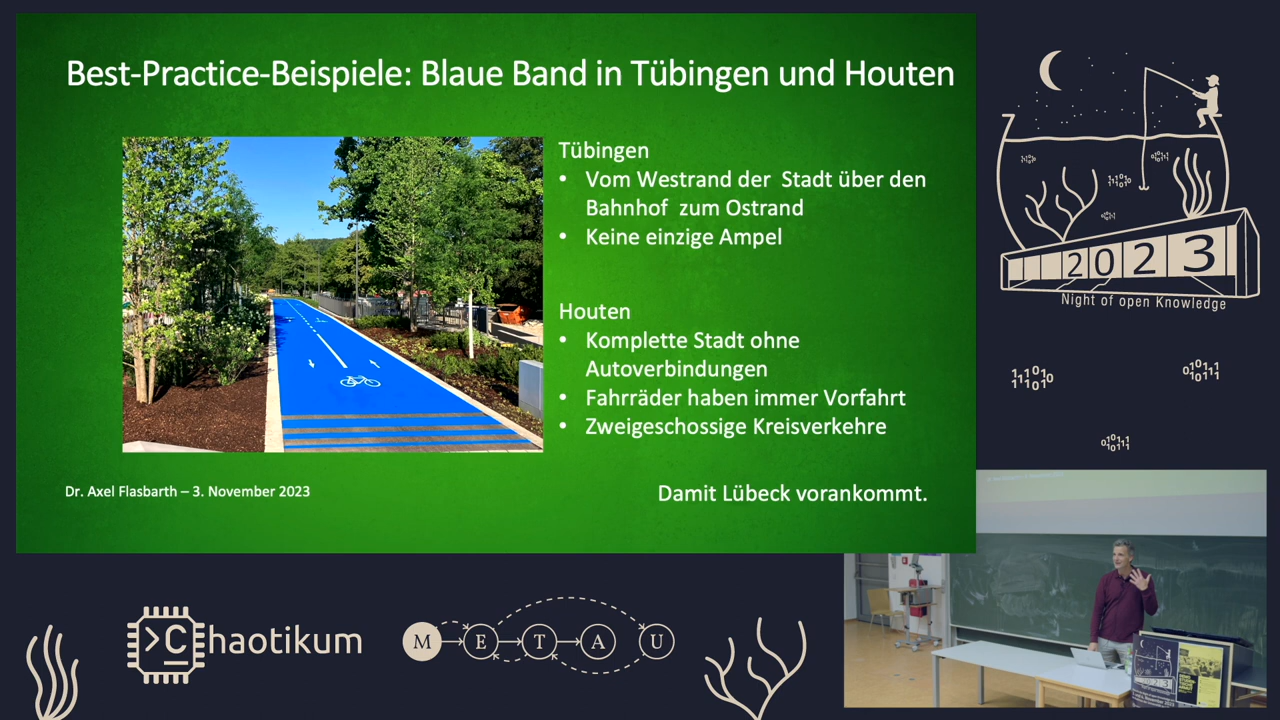 Best-Practice-Beispiele: Blaue Band in Tübingen und Houten
Tübingen
• Vom Westrand der Stadt über den
Bahnhof zum Ostrand
• Keine einzige Ampel
Houten
• Komplette Stadt ohne
Autoverbindungen
• Fahrräder haben immer Vorfahrt
• Zweigeschossige Kreisverkehre
Dr. Axel Flasbarth – 3. November 2023
Damit Lübeck vorankommt.
2023
Night of open Knowledge
>C haotikum
M E T A U